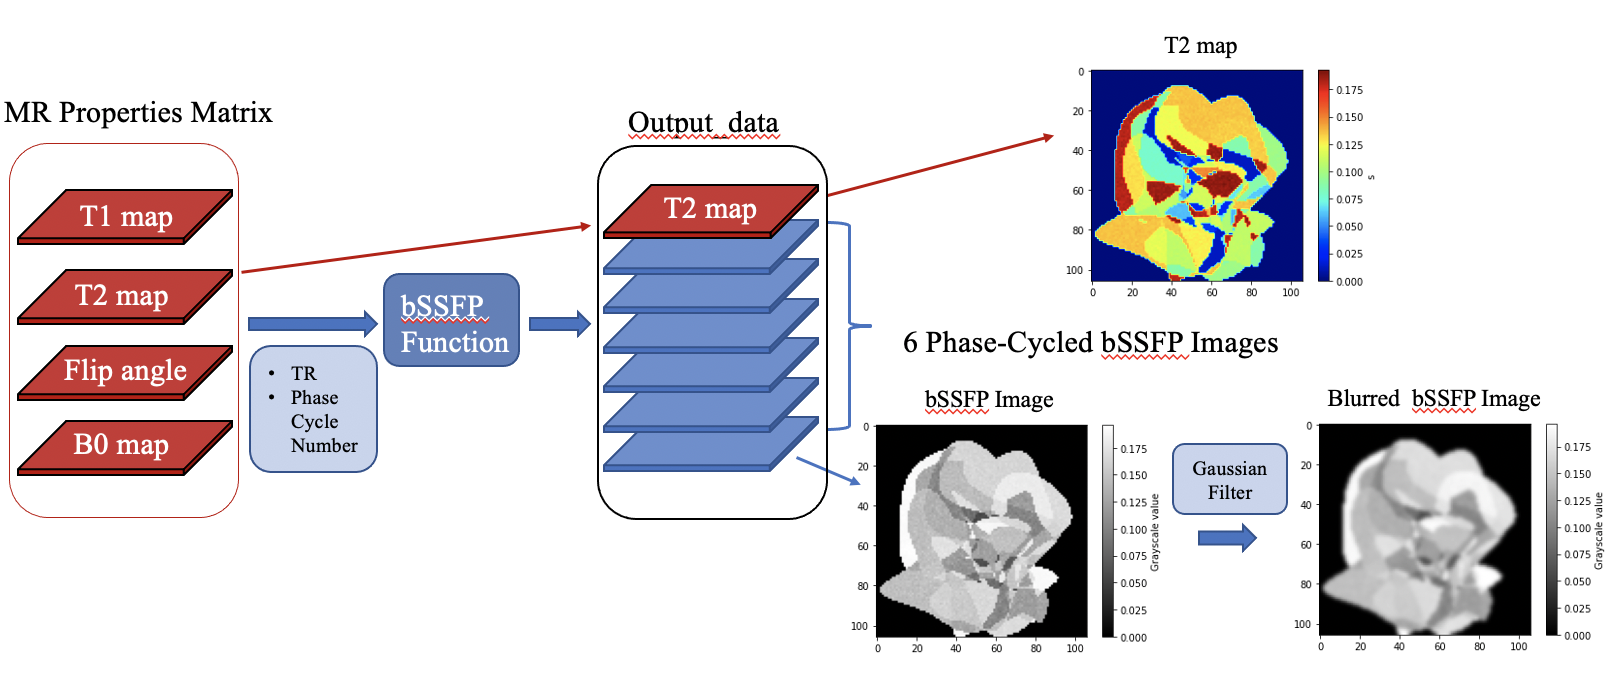 MR Properties Matrix
T1 map
T2 map
Flip angle
B0 map
• TR
• Phase
Cycle
Number
bSSFP
Function
Output_data
T2 map
T2 map
0
20
40
60
80
100
0 20 40 60 80 100
0.175
0.150
0.125
0.100
0.075
0.050
0.025
0.000
s
6 Phase-Cycled bSSFP Images
bSSFP Image
0
20
40
60
80
100
0 20 40 60 80 100
0.175
0.150
0.125
0.100
0.075
0.050
0.025
0.000
Grayscale value
Gaussian
Filter
Blurred bSSFP Image
0
20
40
60
80
100
0 20 40 60 80 100
0.175
0.150
0.125
0.100
0.075
0.050
0.025
0.000
Grayscale value